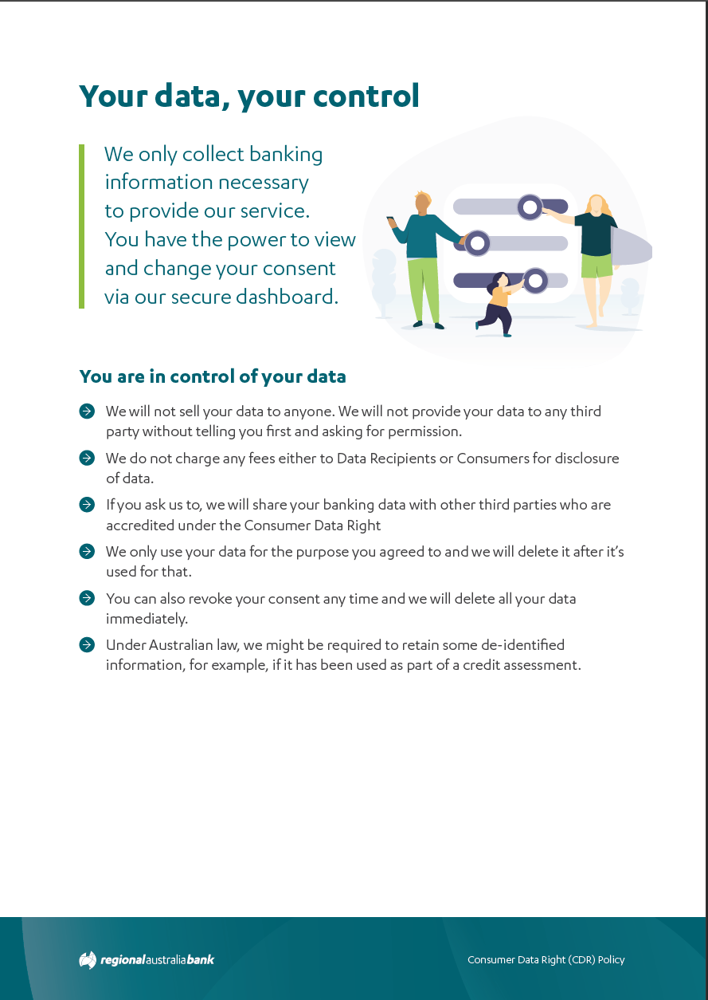 Your data, your control
We only collect banking
information necessary
to provide our service.
You have the power to view
and change your consent
via our secure dashboard.
You are in control of your data
We will not sell your data to anyone. We will not provide your data to any third
party without telling you first and asking for permission.
We do not charge any fees either to Data Recipients or Consumers for disclosure
of data.
If you ask us to, we will share your banking data with other third parties who are
accredited under the Consumer Data Right
We only use your data for the purpose you agreed to and we will delete it after it’s
used for that.
You can also revoke your consent any time and we will delete all your data
immediately.
Under Australian law, we might be required to retain some de-identified
information, for example, if it has been used as part of a credit assessment.
regionalaustraliabank
Consumer Data Right (CDR) Policy